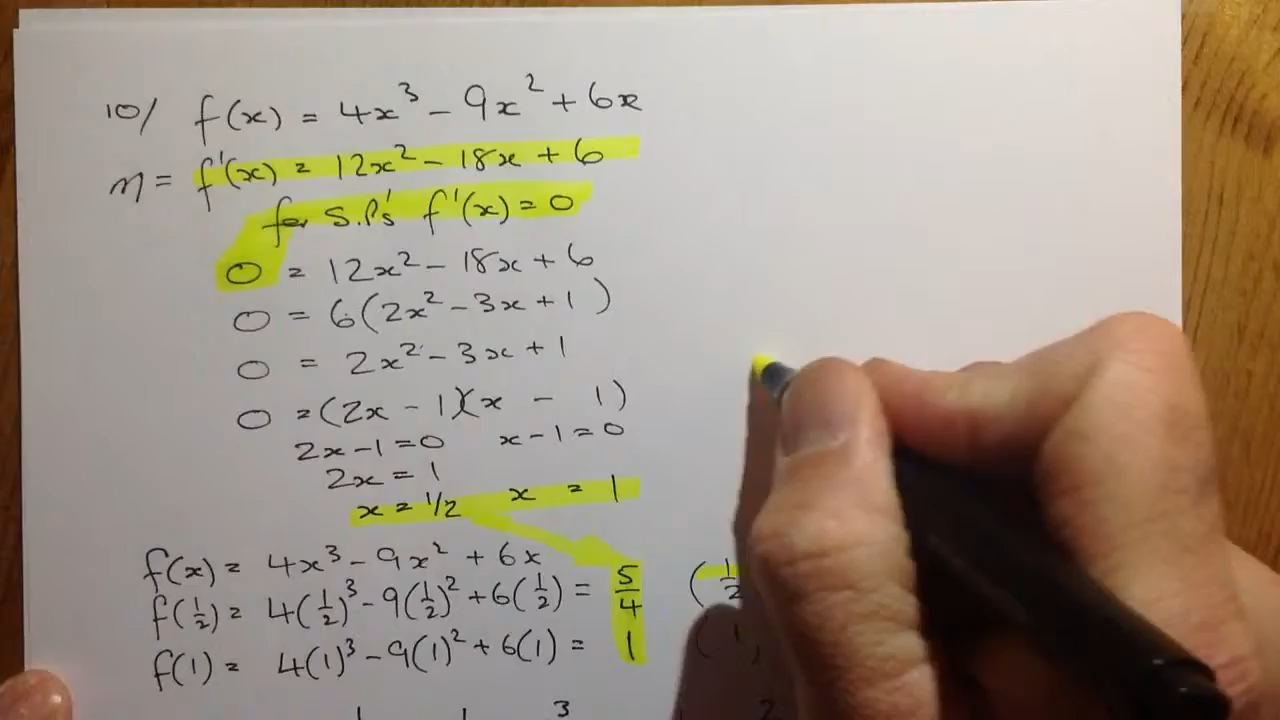 10/ f(x) = 4x³ - 9x² + 6x
m = f'(x) = 12x² - 18x + 6
for S.P's f'(x) = 0
0 = 12x² - 18x + 6
0 = 6(2x² - 3x + 1)
0 = 2x² - 3x + 1
0 = (2x - 1)(x - 1)
2x - 1 = 0 x - 1 = 0
2x = 1
x = 1/2 x = 1
f(x) = 4x³ - 9x² + 6x
f(1/2) = 4(1/2)³ - 9(1/2)² + 6(1/2) = 5/4 (1/2
f(1) = 4(1)³ - 9(1)² + 6(1) = 1 (1,